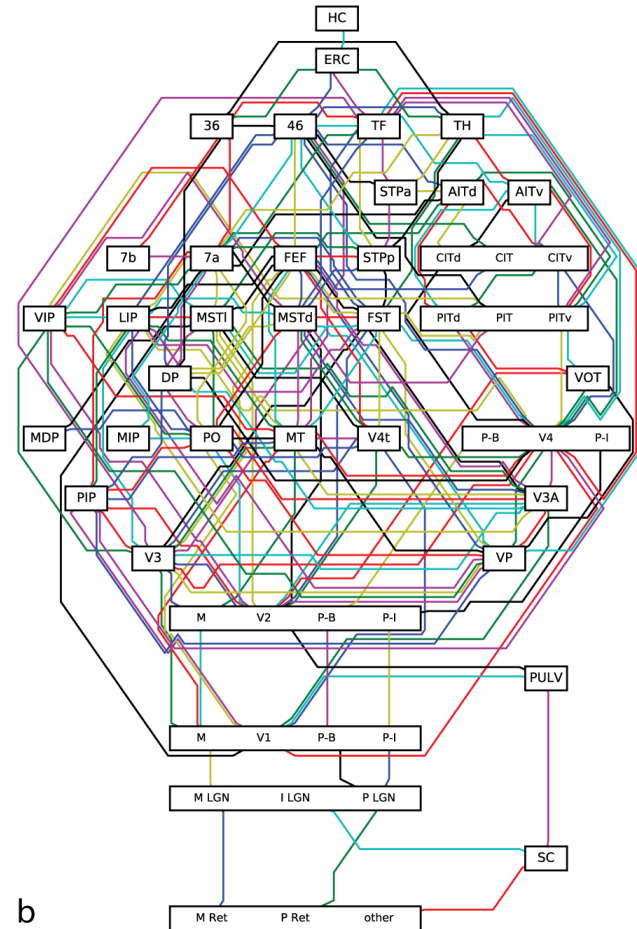 HC
ERC
36 46 TF TH
STPa AITd AITv
7b 7a FEF STPp CITd CIT CITv
VIP LIP MSTl MSTd FST PITd PIT PITv
DP VOT
MDP MIP PO MT V4t P-B V4 P-I
PIP V3A
V3 VP
M V2 P-B P-I
PULV
M V1 P-B P-I
M LGN I LGN P LGN
SC
b M Ret P Ret other